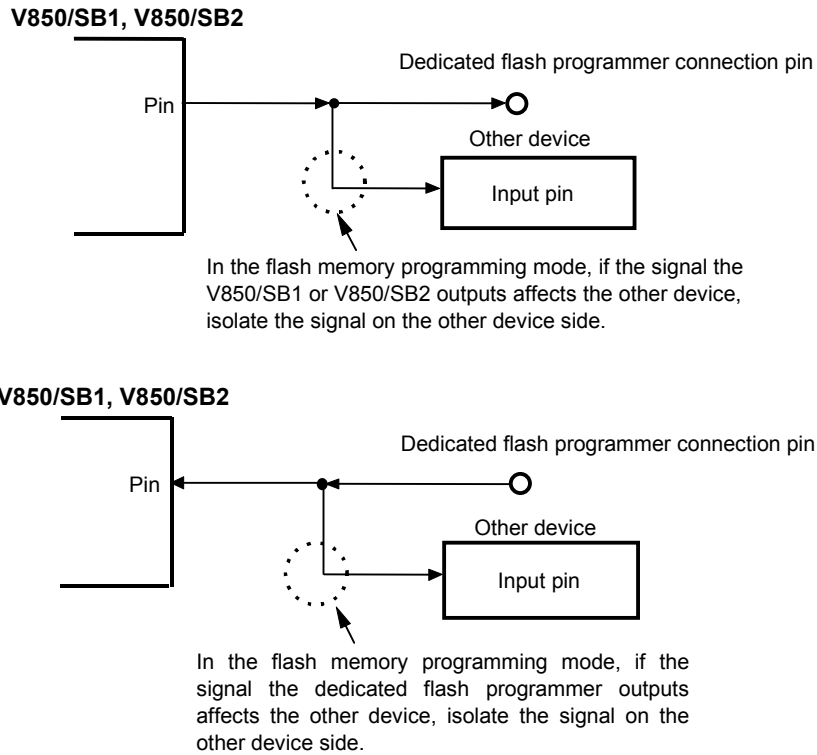 V850/SB1, V850/SB2
Dedicated flash programmer connection pin
Pin
Other device
Input pin
In the flash memory programming mode, if the signal the
V850/SB1 or V850/SB2 outputs affects the other device,
isolate the signal on the other device side.
V850/SB1, V850/SB2
Dedicated flash programmer connection pin
Pin
Other device
Input pin
In the flash memory programming mode, if the
signal the dedicated flash programmer outputs
affects the other device, isolate the signal on the
other device side.